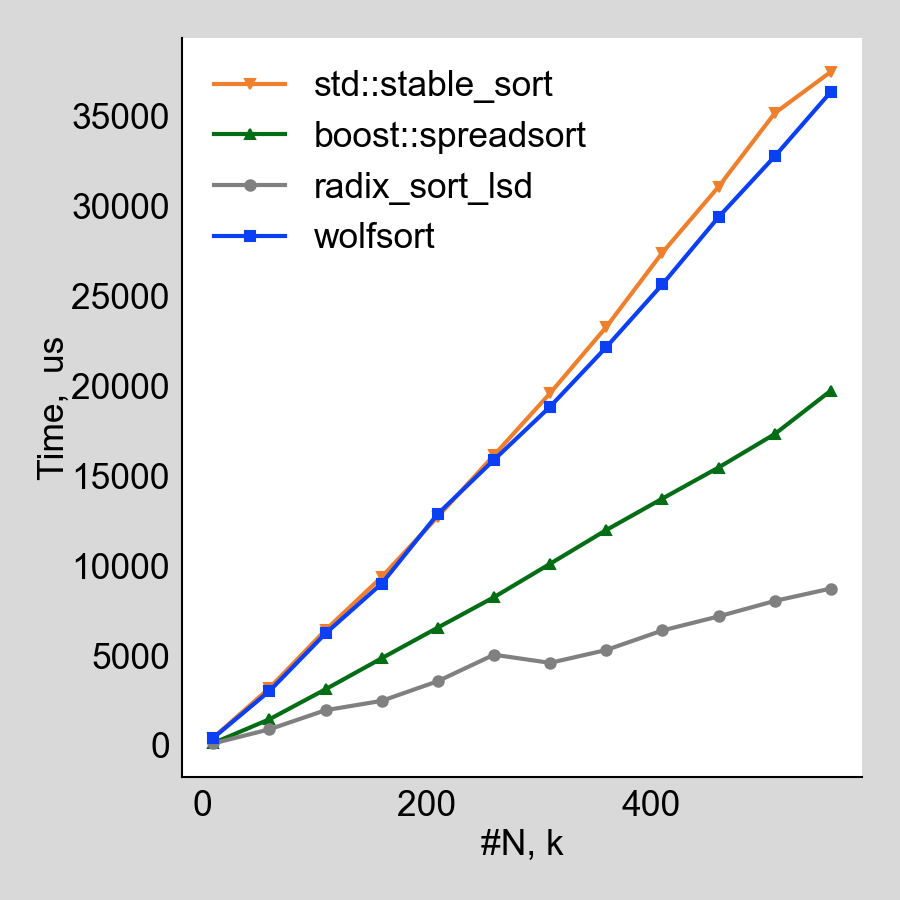 std::stable_sort
boost::spreadsort
radix_sort_lsd
wolfsort
Time,  us
35000
30000
25000
20000
15000
10000
5000
0
0 200 400
#N, k